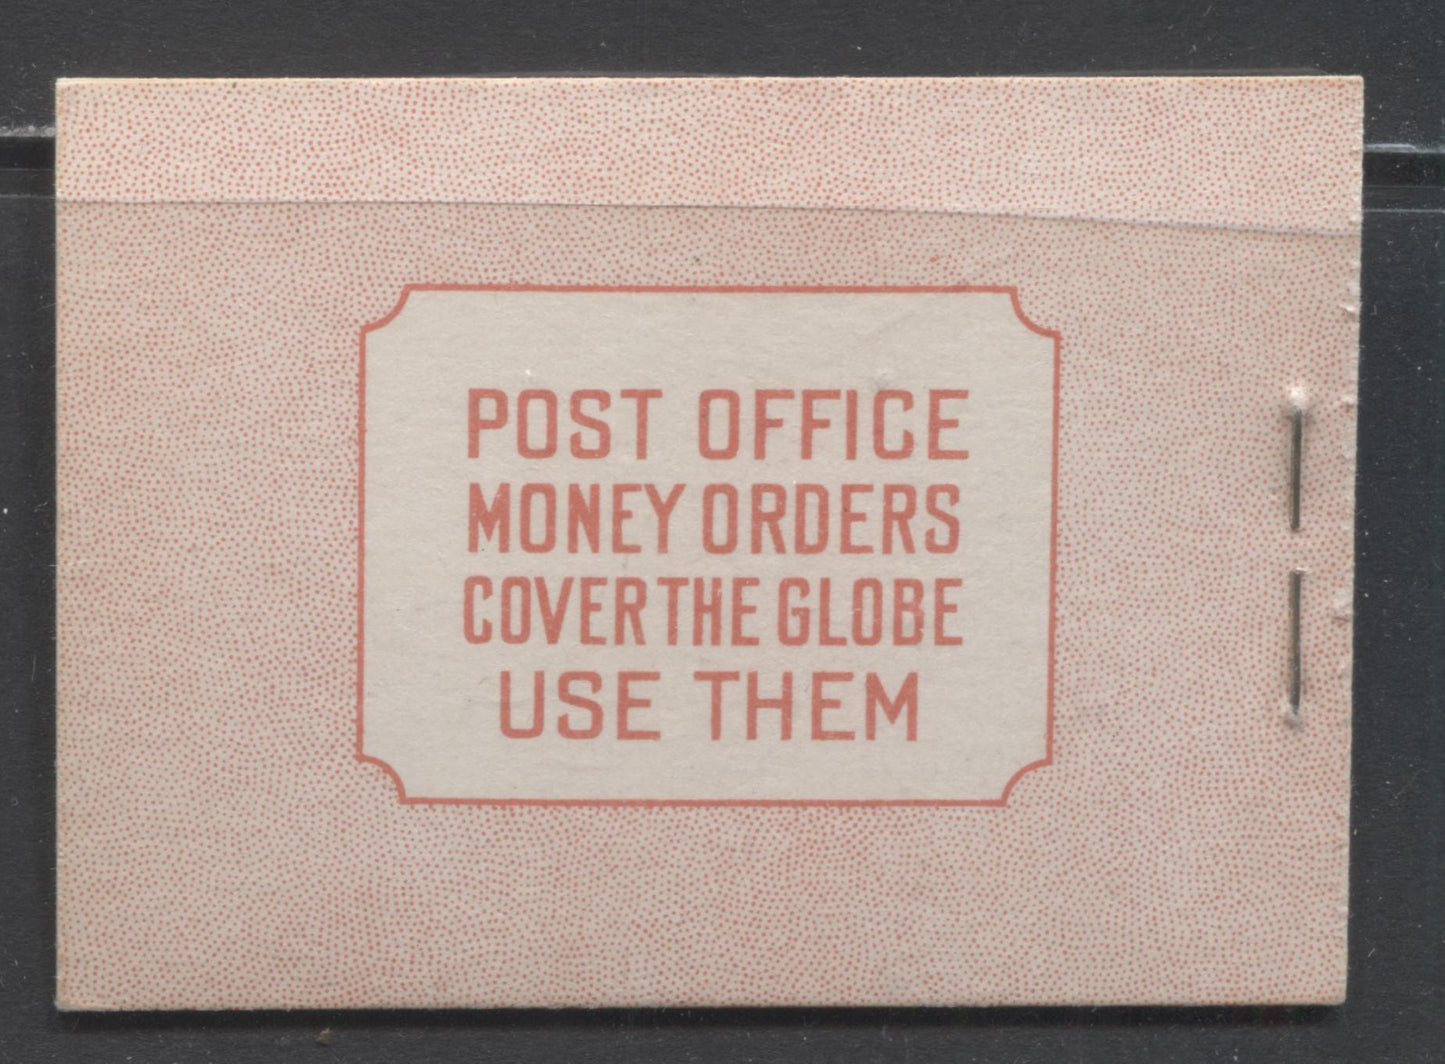 POST OFFICE
MONEY ORDERS
COVER THE GLOBE
USE THEM